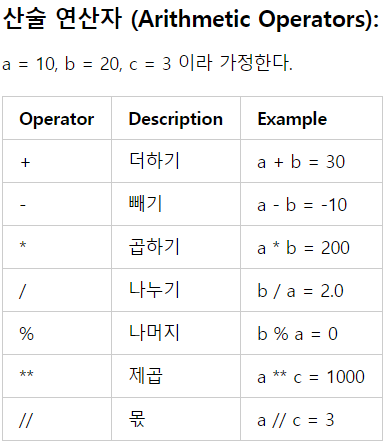 산술 연산자 (Arithmetic Operators):
a = 10, b = 20, c = 3 이라 가정한다.
Operator Description Example
+ 더하기 a + b = 30
- 빼기 a - b = -10
* 곱하기 a * b = 200
/ 나누기 b / a = 2.0
% 나머지 b % a = 0
** 제곱 a ** c = 1000
// 몫 a // c = 3